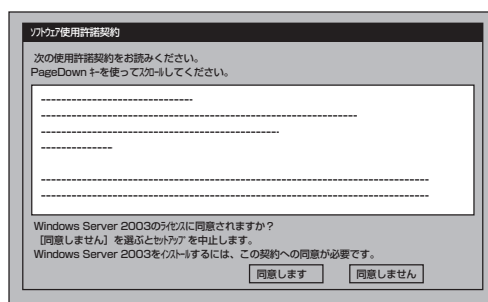 ソフトウェア使用許諾契約
次の使用許諾契約をお読みください。
PageDown キーを使ってスクロールしてください。
Windows Server 2003のライセンスに同意されますか？
［同意しません］を選ぶとセットアップを中止します。
Windows Server 2003をインストールするには、この契約への同意が必要です。
同意します
同意しません